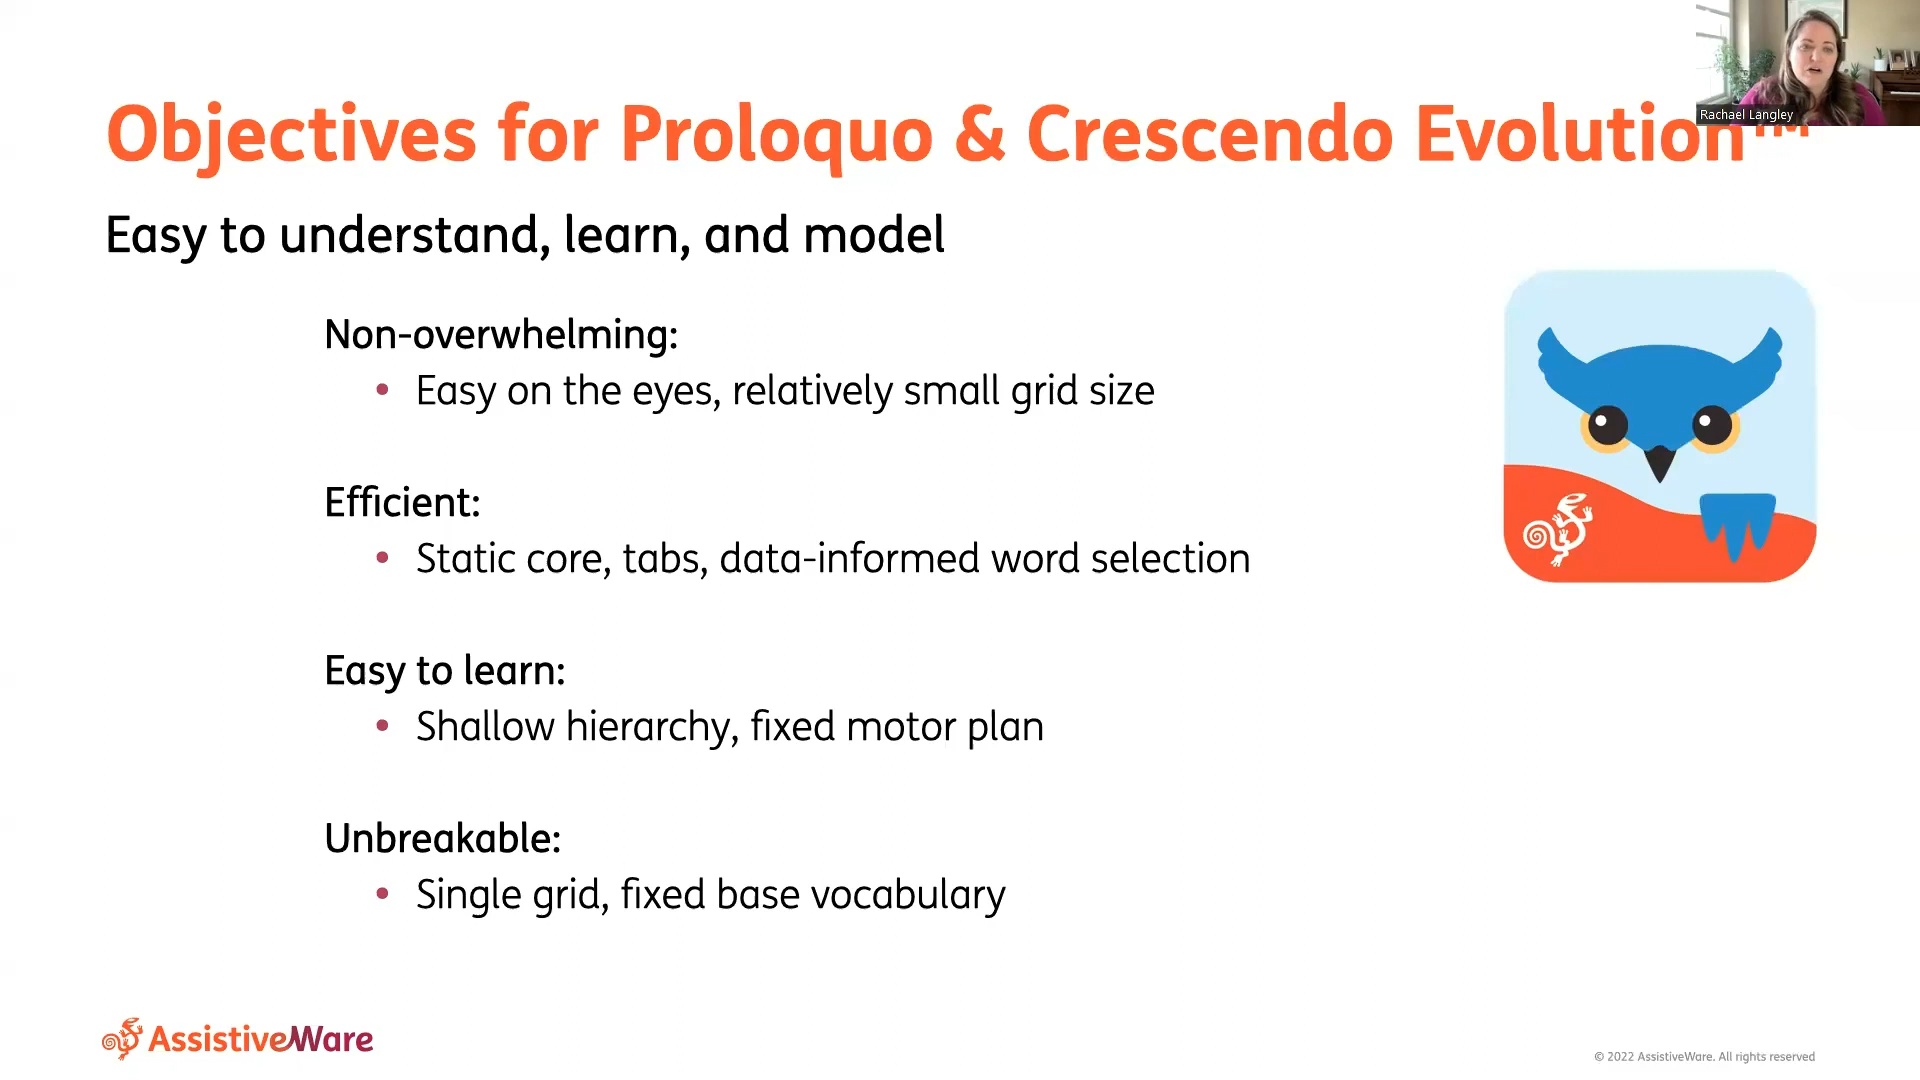 Rachael Langley
Objectives for Proloquo & Crescendo Evolution™
Easy to understand, learn, and model
Non-overwhelming:
• Easy on the eyes, relatively small grid size
Efficient:
• Static core, tabs, data-informed word selection
Easy to learn:
• Shallow hierarchy, fixed motor plan
Unbreakable:
• Single grid, fixed base vocabulary
AssistiveWare
© 2022 AssistiveWare. All rights reserved